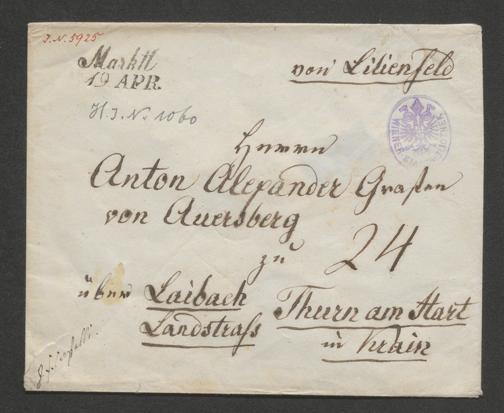 I.N. 5925
Marktl
19 APR.
H.I.N. 1060
von Lilienfeld
Herrn
Anton Alexander Grafen
von Auersberg
zu
24
über Laibach
Landstrass
Thurn am Hart
in Krain